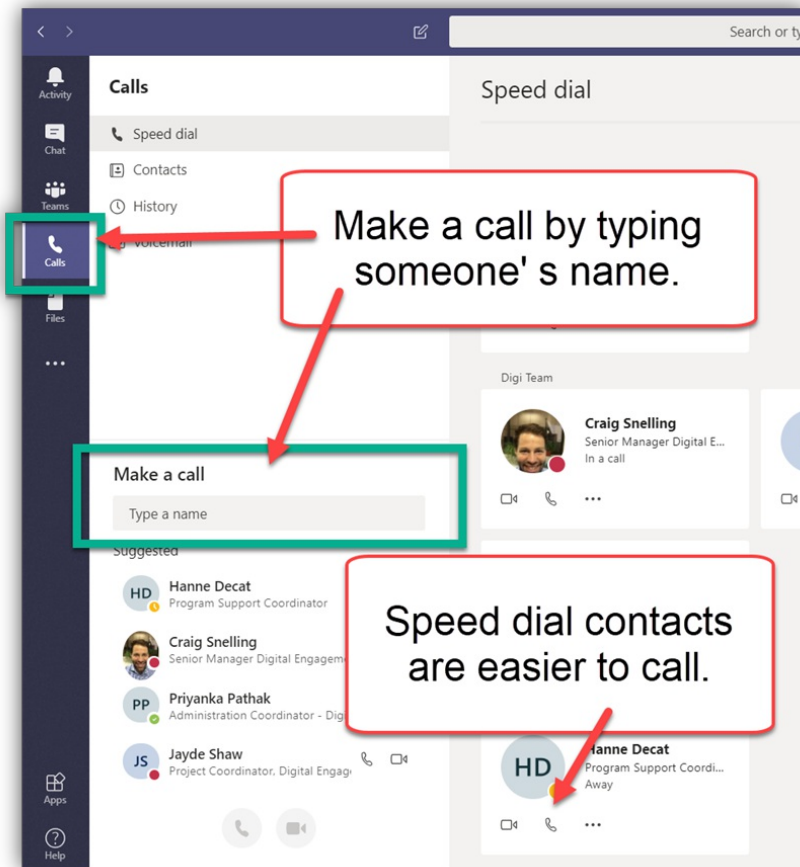 Search or ty
Activity
Chat
Teams
Calls
Files
Apps
Help
Calls
Speed dial
Contacts
History
Voicemail
Make a call
Type a name
Suggested
HD
Hanne Decat
Program Support Coordinator
Craig Snelling
Senior Manager Digital Engagem
PP
Priyanka Pathak
Administration Coordinator - Digi
JS
Jayde Shaw
Project Coordinator, Digital Engag
Speed dial
Make a call by typing
someone' s name.
Digi Team
Craig Snelling
Senior Manager Digital E...
In a call
Speed dial contacts
are easier to call.
HD
Hanne Decat
Program Support Coordi...
Away